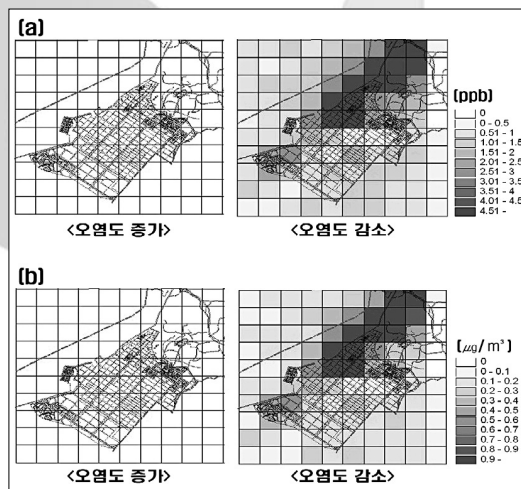 (a)
(ppb)
0
0 - 0.5
0.51 - 1
1.01 - 1.5
1.51 - 2
2.01 - 2.5
2.51 - 3
3.01 - 3.5
3.51 - 4
4.01 - 4.5
4.51 -
<오염도 증가> <오염도 감소>
(b)
(μg/m³)
0
0 - 0.1
0.1 - 0.2
0.2 - 0.3
0.3 - 0.4
0.4 - 0.5
0.5 - 0.6
0.6 - 0.7
0.7 - 0.8
0.8 - 0.9
0.9 -
<오염도 증가> <오염도 감소>